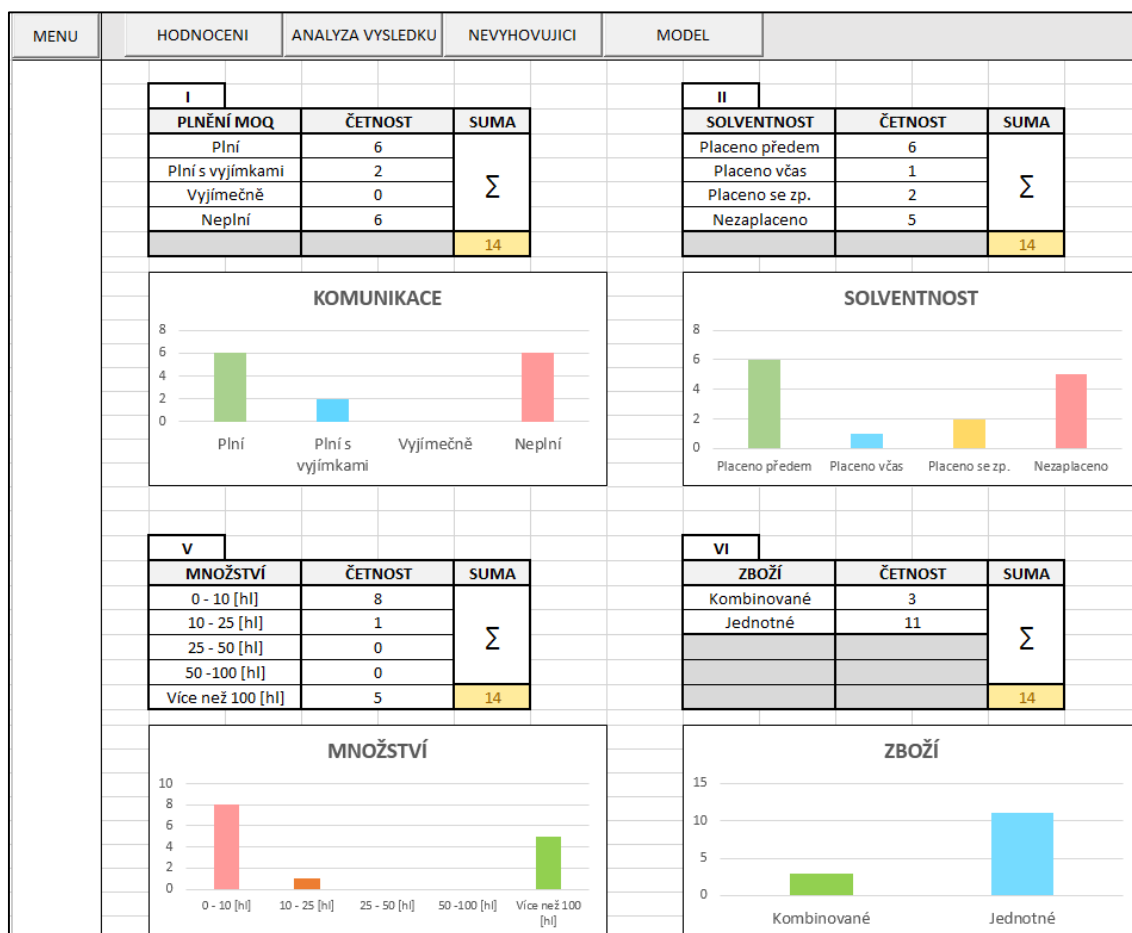 MENU HODNOCENI ANALYZA VYSLEDKU NEVYHOVUJICI MODEL
I
PLNĚNÍ MOQ ČETNOST SUMA
Plní 6
Plní s vyjímkami 2
Vyjímečně 0
Neplní 6
Σ
14
II
SOLVENTNOST ČETNOST SUMA
Placeno předem 6
Placeno včas 1
Placeno se zp. 2
Nezaplaceno 5
Σ
14
KOMUNIKACE
8
6
4
2
0
Plní Plní s Vyjímečně Neplní
vyjímkami
SOLVENTNOST
8
6
4
2
0
Placeno předem Placeno včas Placeno se zp. Nezaplaceno
V
MNOŽSTVÍ ČETNOST SUMA
0 - 10 [hl] 8
10 - 25 [hl] 1
25 - 50 [hl] 0
50 -100 [hl] 0
Σ
Více než 100 [hl] 5 14
VI
ZBOŽÍ ČETNOST SUMA
Kombinované 3
Jednotné 11
Σ
14
MNOŽSTVÍ
10
8
6
4
2
0
0 - 10 [hl] 10 - 25 [hl] 25 - 50 [hl] 50 -100 [hl] Více než 100
[hl]
ZBOŽÍ
15
10
5
0
Kombinované Jednotné